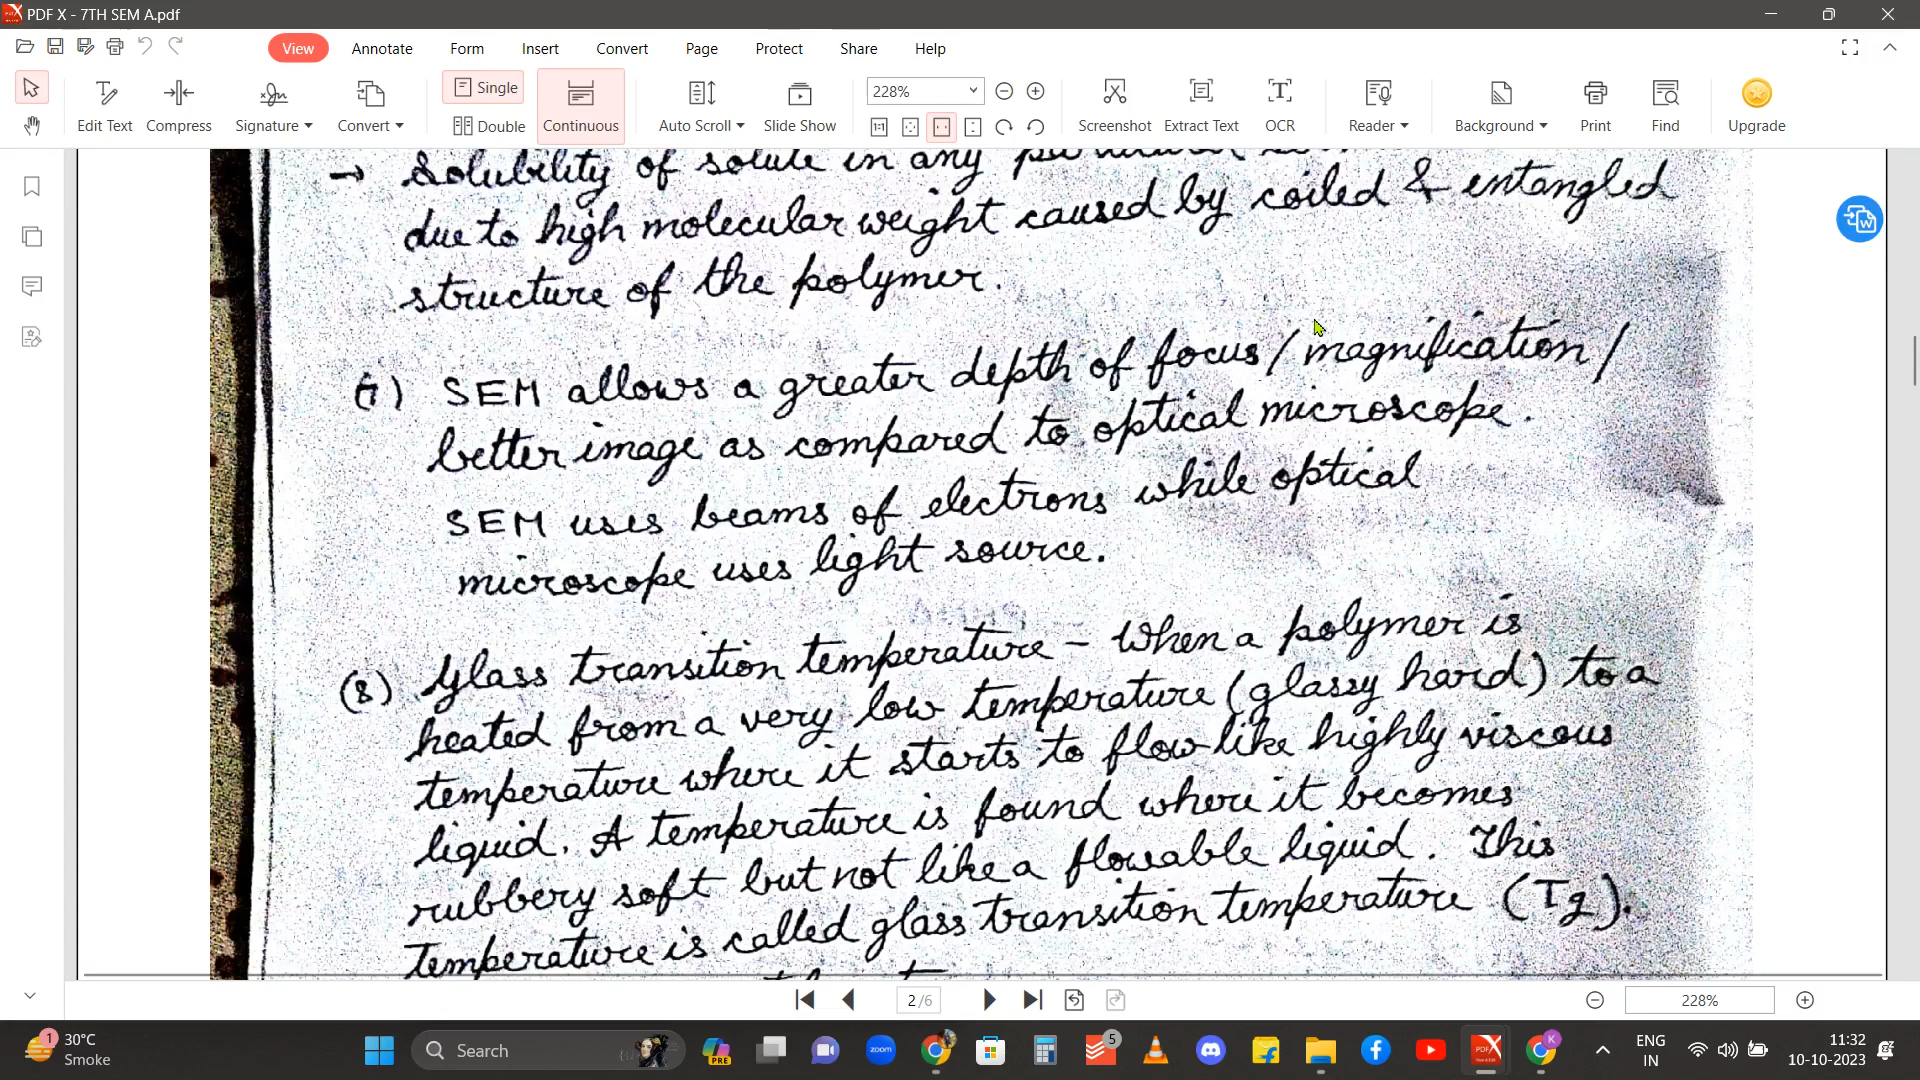 PDF X - 7TH SEM A.pdf
View Annotate Form Insert Convert Page Protect Share Help
Edit Text Compress Signature Convert Single Double Continuous Auto Scroll Slide Show 228% Screenshot Extract Text OCR Reader Background Print Find Upgrade
→ Solubility of solute in any
due to high molecular weight caused by coiled & entangled
structure of the polymer.
(7) SEM allows a greater depth of focus/magnification/
better image as compared to optical microscope.
SEM uses beams of electrons while optical
microscope uses light source.
(8) Glass transition temperature – When a polymer is
heated from a very low temperature (glassy hard) to a
temperature where it starts to flow like highly viscous
liquid. A temperature is found where it becomes
rubbery soft but not like a flowable liquid. This
temperature is called glass transition temperature (Tg).
2 /6
228%
1
30°C
Smoke
Search
PRE
zoom
5
PDFX
K
ENG
IN
11:32
10-10-2023